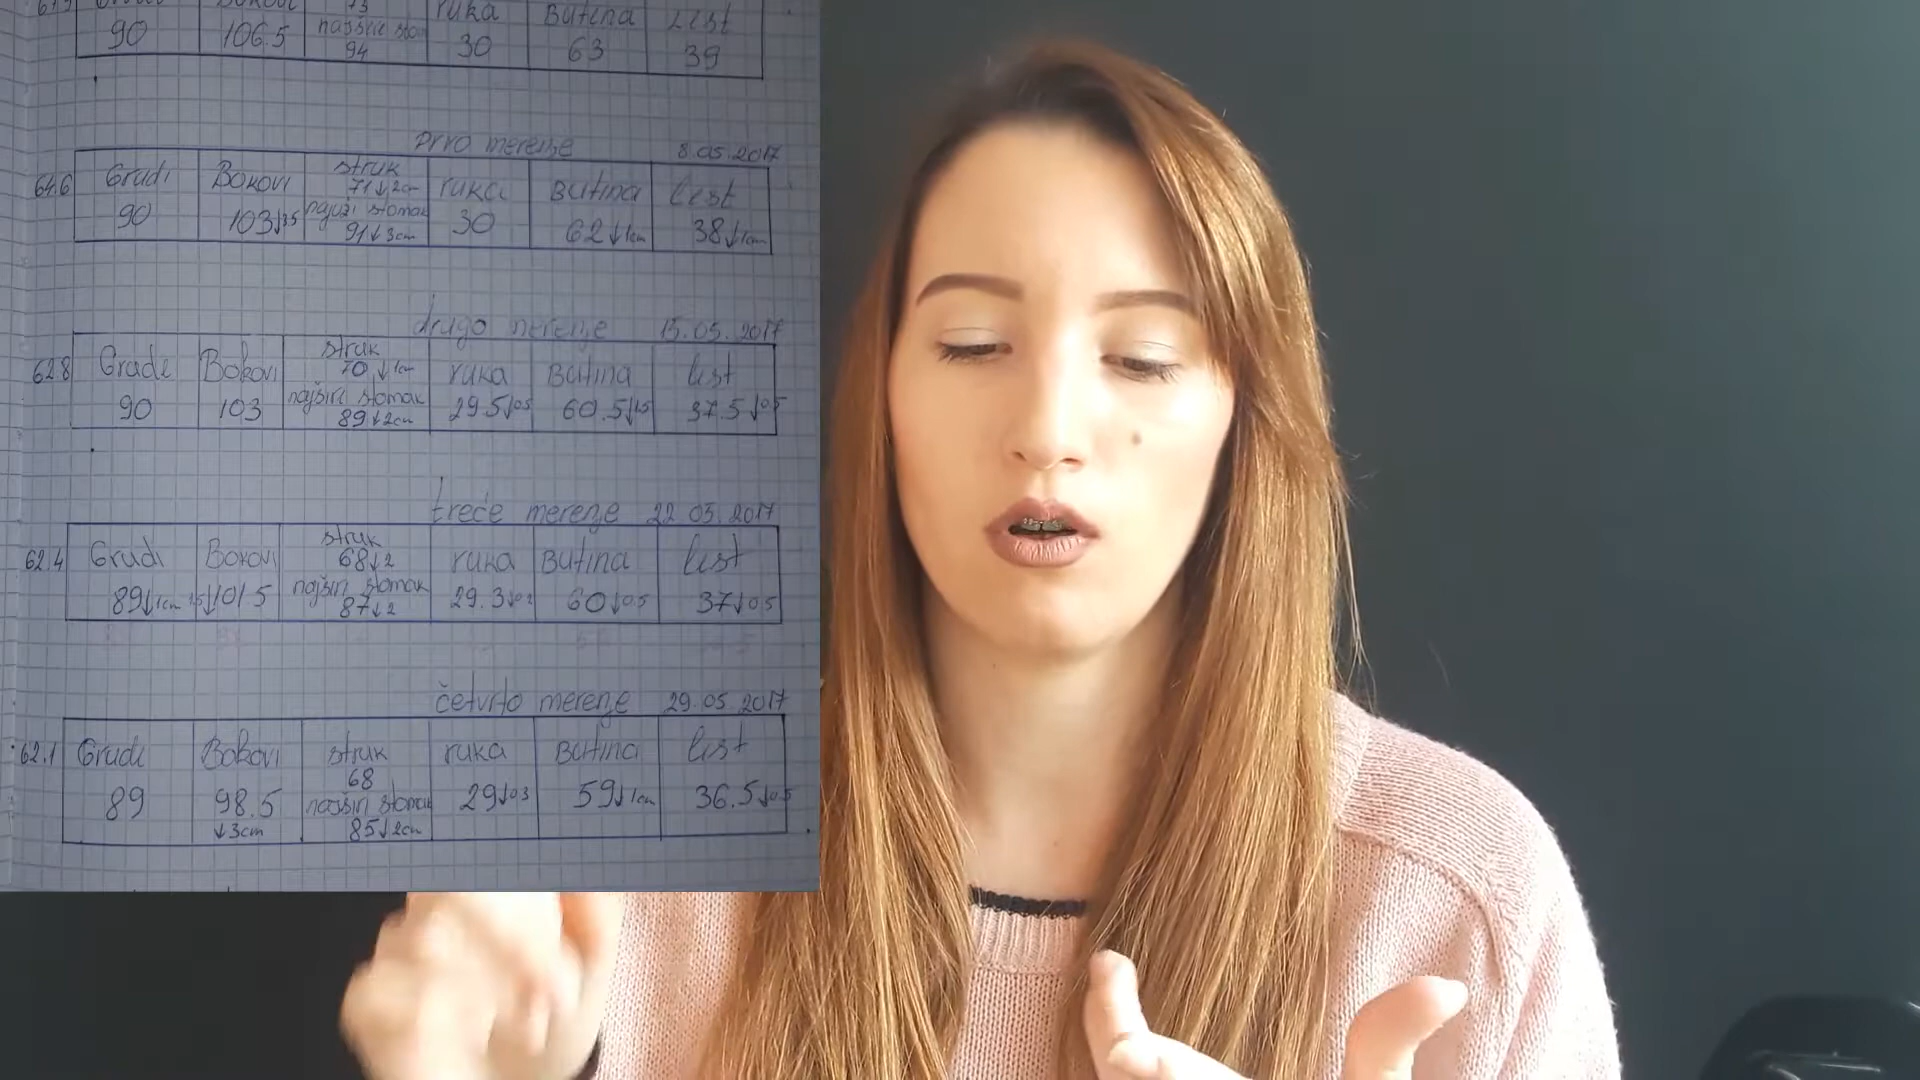 Bokovi 73 ruka Butina List
90 106.5 najširi stomak 30 63 39
94
prvo merenje 8.05.2017
64.6 Grudi Bokovi struk ruka Butina list
71↓2cm
90 103↓3.5 najuži stomak 30 62↓1cm 38↓1cm
91↓3cm
drugo merenje 15.05.2017
62.8 Grudi Bokovi struk ruka Butina list
70↓1cm
90 103 najširi stomak 29.5↓0.5 60.5↓1.5 37.5↓0.5
89↓2cm
treće merenje 22.05.2017
62.4 Grudi Bokovi struk ruka Butina list
68↓2
89↓1cm 1.5↓101.5 najširi stomak 29.3↓0.2 60↓0.5 37↓0.5
87↓2
četvrto merenje 29.05.2017
62.1 Grudi Bokovi struk ruka Butina list
68
89 98.5 najširi stomak 29↓0.3 59↓1cm 36.5↓0.5
↓3cm 85↓2cm